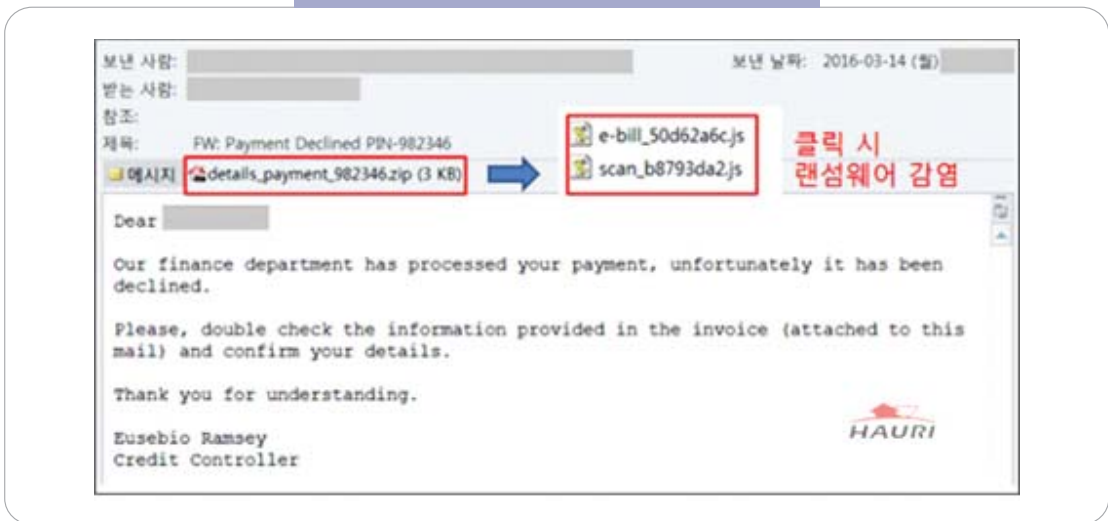 보낸 사람:
보낸 날짜: 2016-03-14 (월)
받는 사람:
참조:
제목: FW: Payment Declined PIN-982346
메시지 details_payment_982346.zip (3 KB)
e-bill_50d62a6c.js
scan_b8793da2.js
클릭 시
랜섬웨어 감염
Dear
Our finance department has processed your payment, unfortunately it has been
declined.
Please, double check the information provided in the invoice (attached to this
mail) and confirm your details.
Thank you for understanding.
Eusebio Ramsey
Credit Controller
HAURI